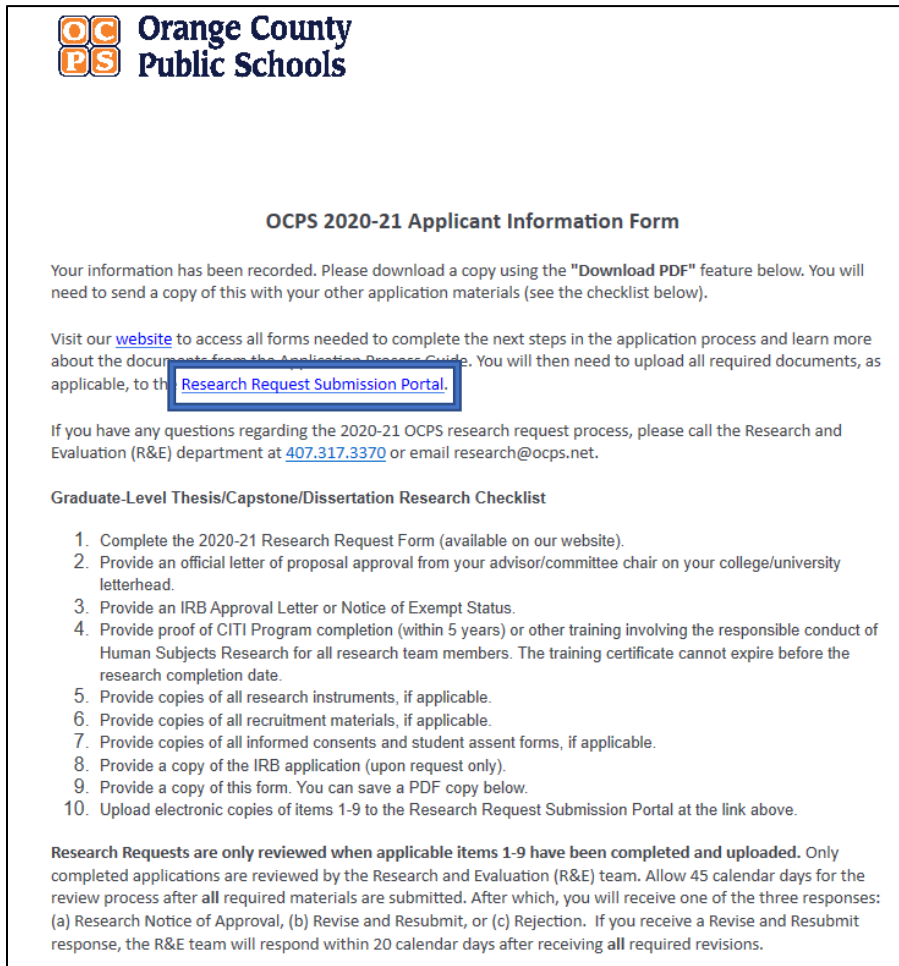 OC Orange County
PS Public Schools
OCPS 2020-21 Applicant Information Form
Your information has been recorded. Please download a copy using the "Download PDF" feature below. You will
need to send a copy of this with your other application materials (see the checklist below).
Visit our website to access all forms needed to complete the next steps in the application process and learn more
about the documents from the Application Process Guide. You will then need to upload all required documents, as
applicable, to the Research Request Submission Portal.
If you have any questions regarding the 2020-21 OCPS research request process, please call the Research and
Evaluation (R&E) department at 407.317.3370 or email research@ocps.net.
Graduate-Level Thesis/Capstone/Dissertation Research Checklist
1. Complete the 2020-21 Research Request Form (available on our website).
2. Provide an official letter of proposal approval from your advisor/committee chair on your college/university
letterhead.
3. Provide an IRB Approval Letter or Notice of Exempt Status.
4. Provide proof of CITI Program completion (within 5 years) or other training involving the responsible conduct of
Human Subjects Research for all research team members. The training certificate cannot expire before the
research completion date.
5. Provide copies of all research instruments, if applicable.
6. Provide copies of all recruitment materials, if applicable.
7. Provide copies of all informed consents and student assent forms, if applicable.
8. Provide a copy of the IRB application (upon request only).
9. Provide a copy of this form. You can save a PDF copy below.
10. Upload electronic copies of items 1-9 to the Research Request Submission Portal at the link above.
Research Requests are only reviewed when applicable items 1-9 have been completed and uploaded. Only
completed applications are reviewed by the Research and Evaluation (R&E) team. Allow 45 calendar days for the
review process after all required materials are submitted. After which, you will receive one of the three responses:
(a) Research Notice of Approval, (b) Revise and Resubmit, or (c) Rejection. If you receive a Revise and Resubmit
response, the R&E team will respond within 20 calendar days after receiving all required revisions.